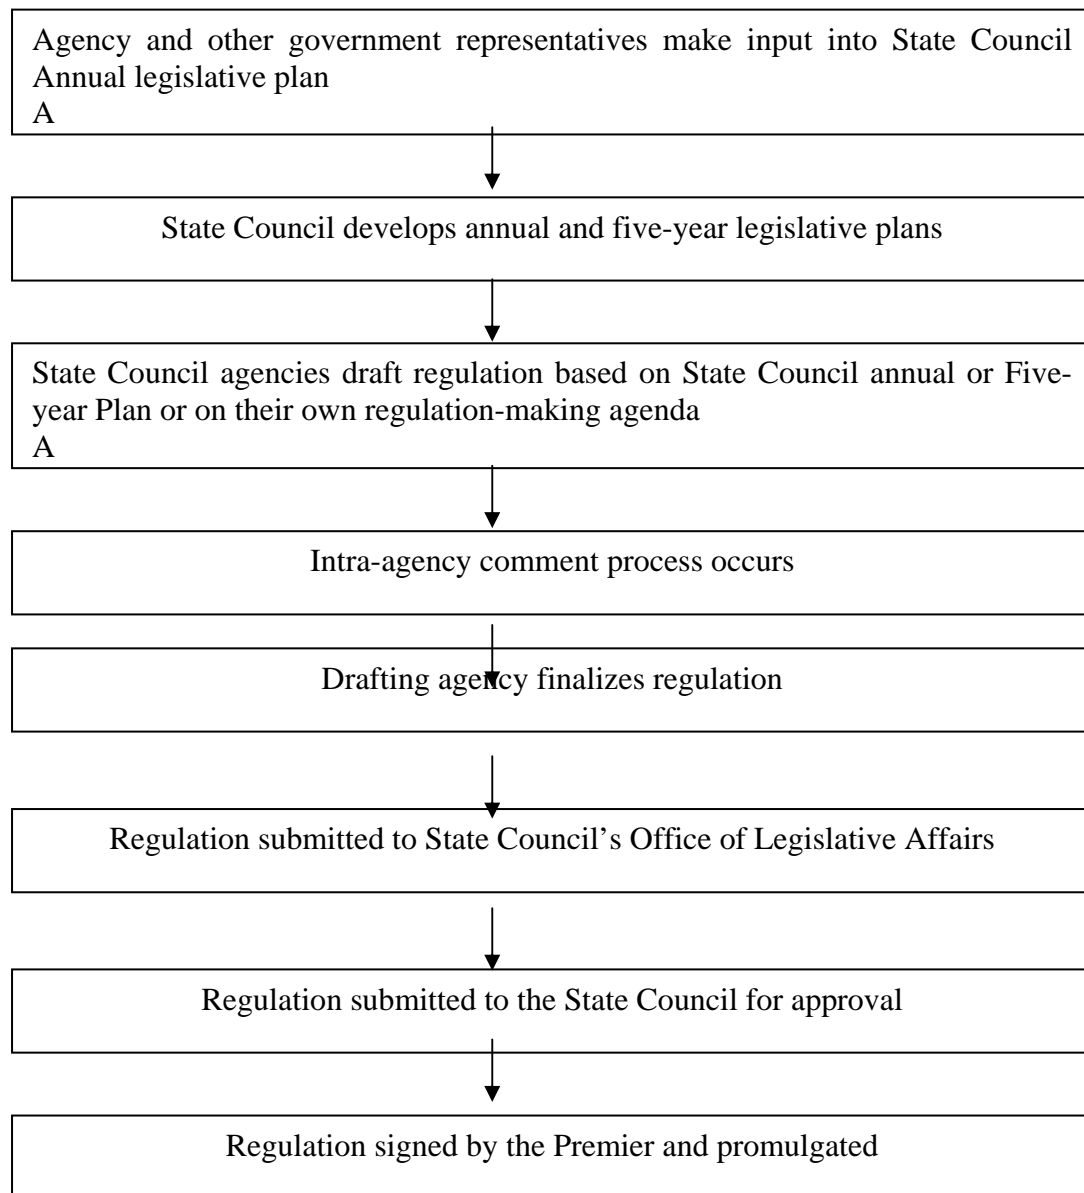 Agency and other government representatives make input into State Council
Annual legislative plan
A
State Council develops annual and five-year legislative plans
State Council agencies draft regulation based on State Council annual or Five-
year Plan or on their own regulation-making agenda
A
Intra-agency comment process occurs
Drafting agency finalizes regulation
Regulation submitted to State Council’s Office of Legislative Affairs
Regulation submitted to the State Council for approval
Regulation signed by the Premier and promulgated